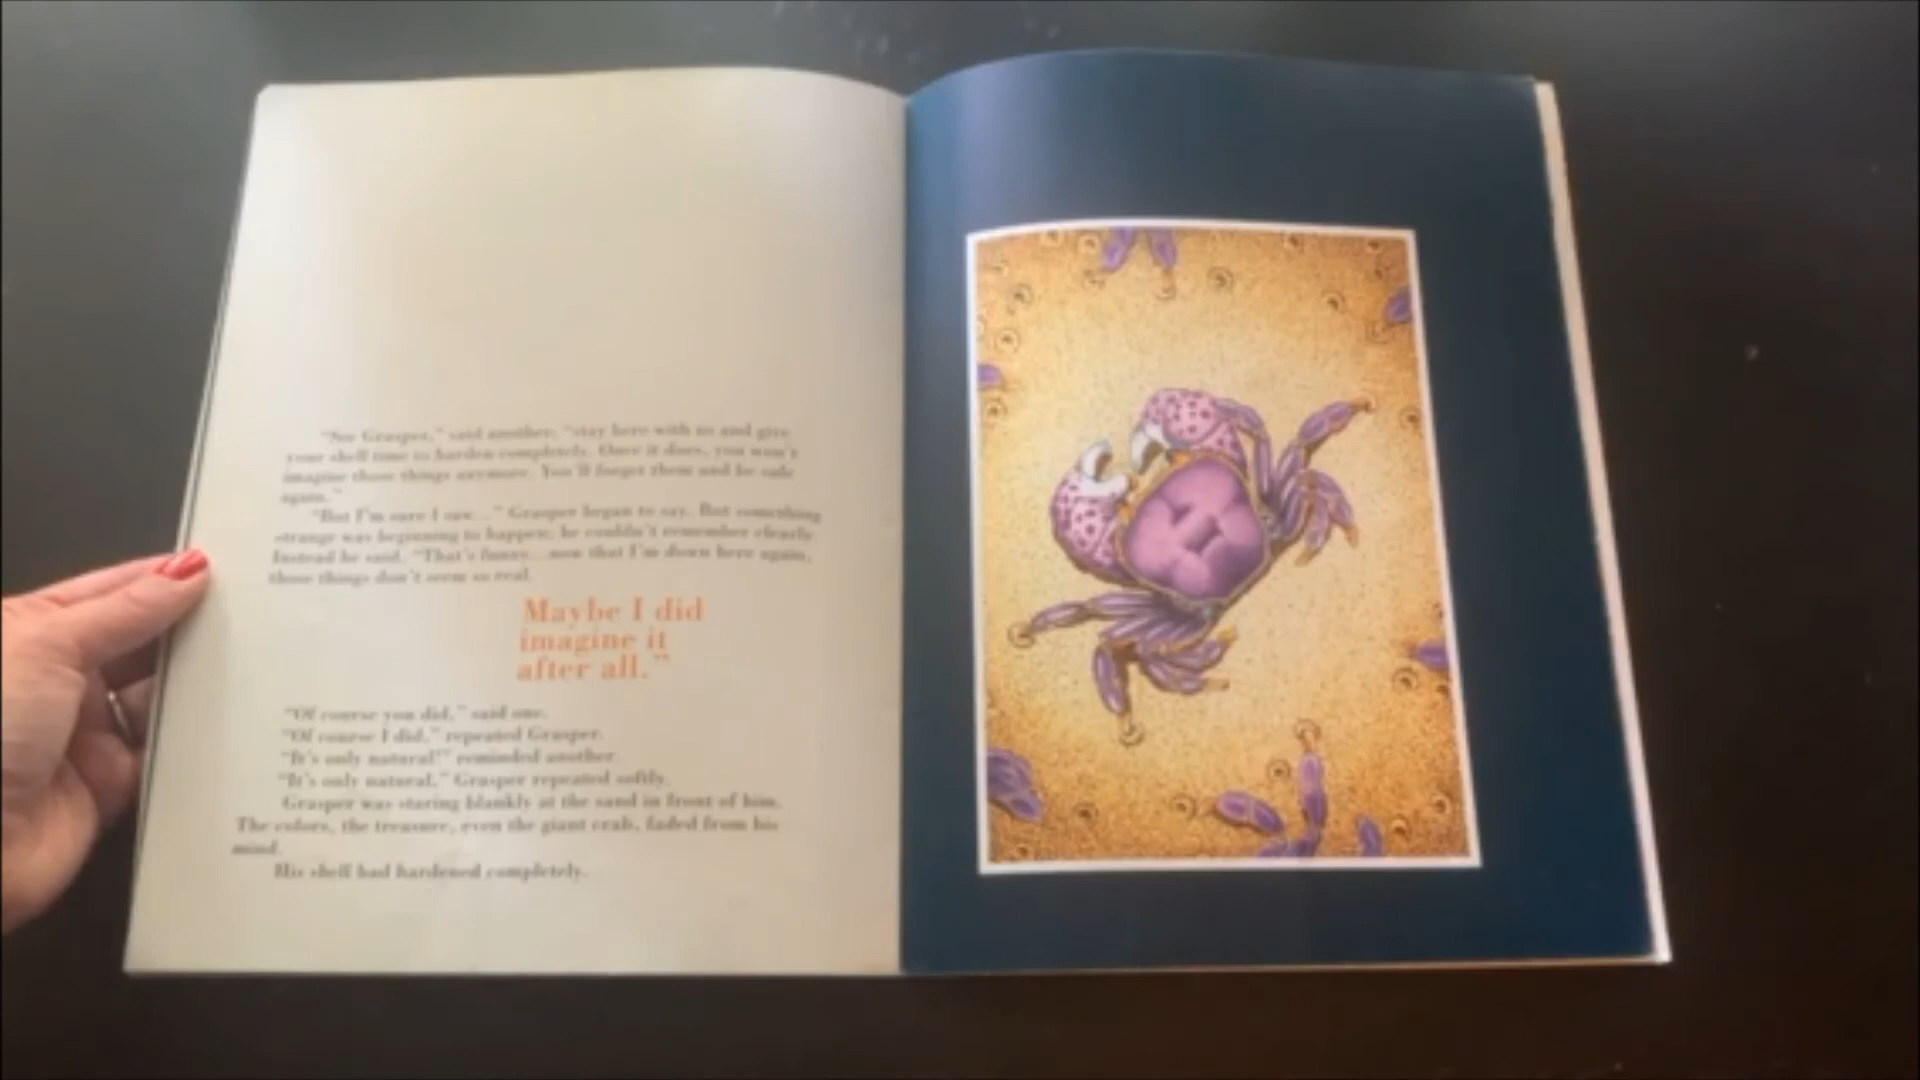 "See Grasper," said another, "stay here with us and give
your shell time to harden completely. Once it does, you won't
imagine those things anymore. You'll forget them and be safe
again."
"But I'm sure I saw..." Grasper began to say. But something
strange was beginning to happen; he couldn't remember clearly.
Instead he said, "That's funny...now that I'm down here again,
those things don't seem so real.
Maybe I did
imagine it
after all."
"Of course you did," said one.
"Of course I did," repeated Grasper.
"It's only natural!" reminded another.
"It's only natural," Grasper repeated softly.
Grasper was staring blankly at the sand in front of him.
The colors, the treasure, even the giant crab, faded from his
mind.
His shell had hardened completely.